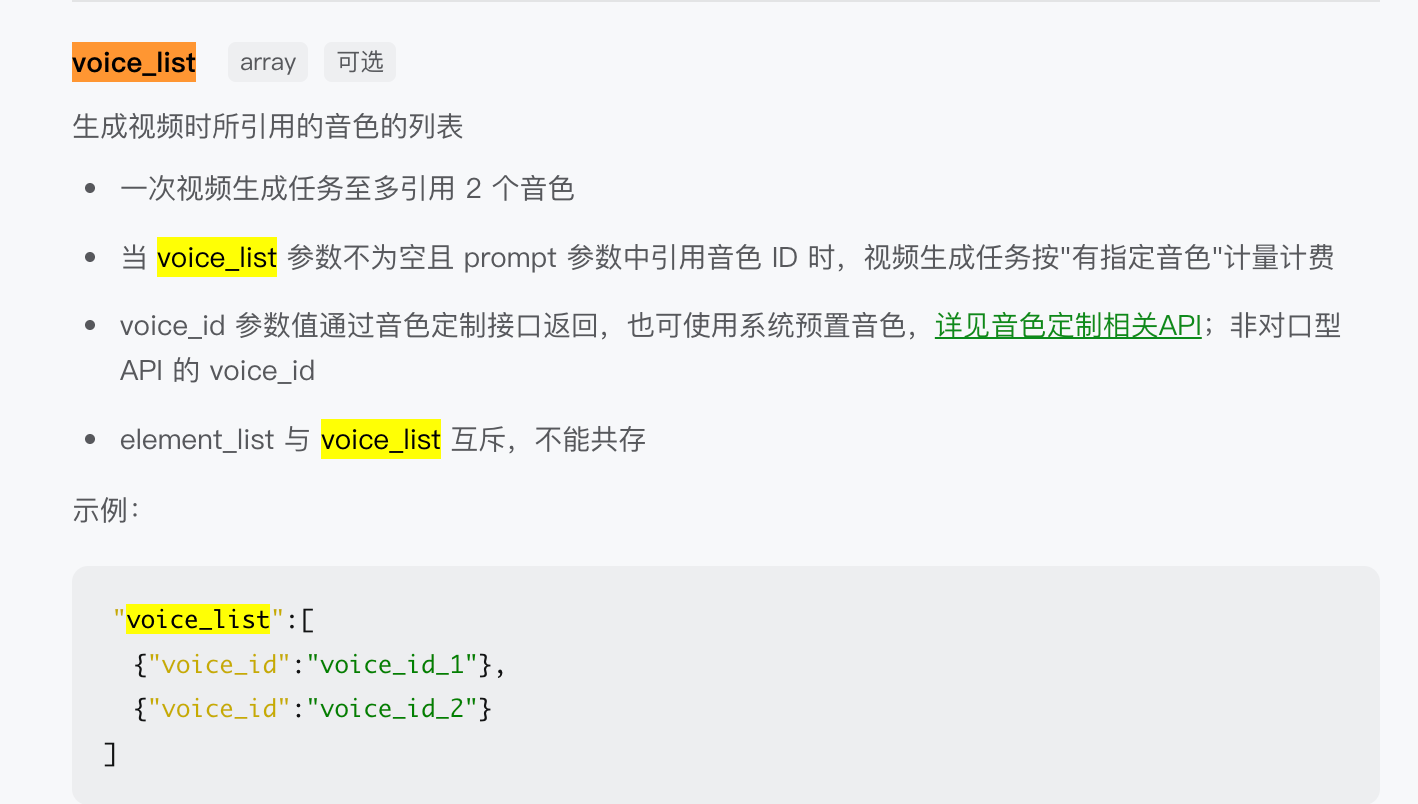 voice_list array 可选
生成视频时所引用的音色的列表
• 一次视频生成任务至多引用 2 个音色
• 当 voice_list 参数不为空且 prompt 参数中引用音色 ID 时，视频生成任务按"有指定音色"计量计费
• voice_id 参数值通过音色定制接口返回，也可使用系统预置音色，详见音色定制相关API；非对口型
API 的 voice_id
• element_list 与 voice_list 互斥，不能共存
示例：
"voice_list":[
{"voice_id":"voice_id_1"},
{"voice_id":"voice_id_2"}
]